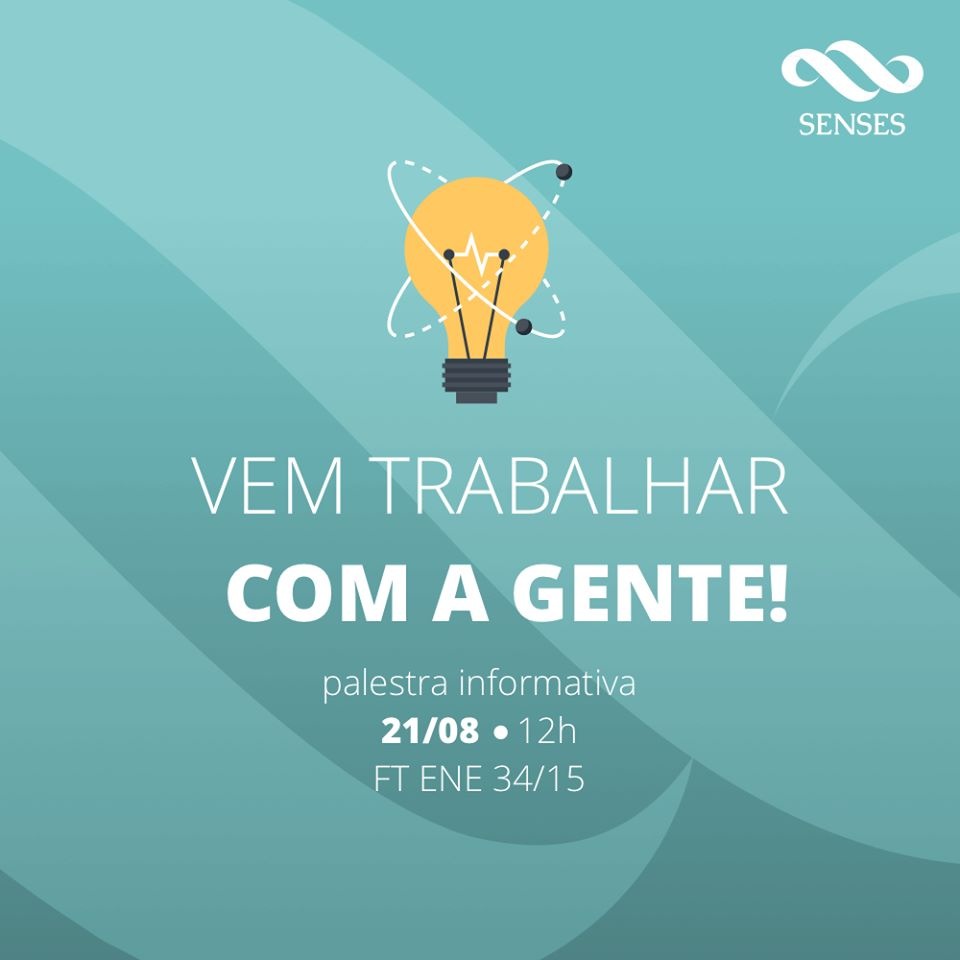 SENSES
VEM TRABALHAR
COM A GENTE!
palestra informativa
21/08 • 12h
FT ENE 34/15